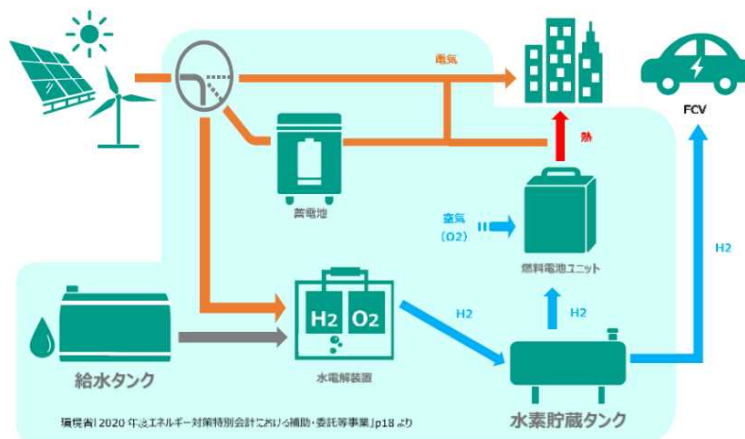 電気
FCV
熱
蓄電池
空気
(O2)
H2
燃料電池ユニット
H2 O2
H2
H2
給水タンク
水電解装置
水素貯蔵タンク
環境省「2020年度エネルギー対策特別会計における補助・委託等事業」p18より